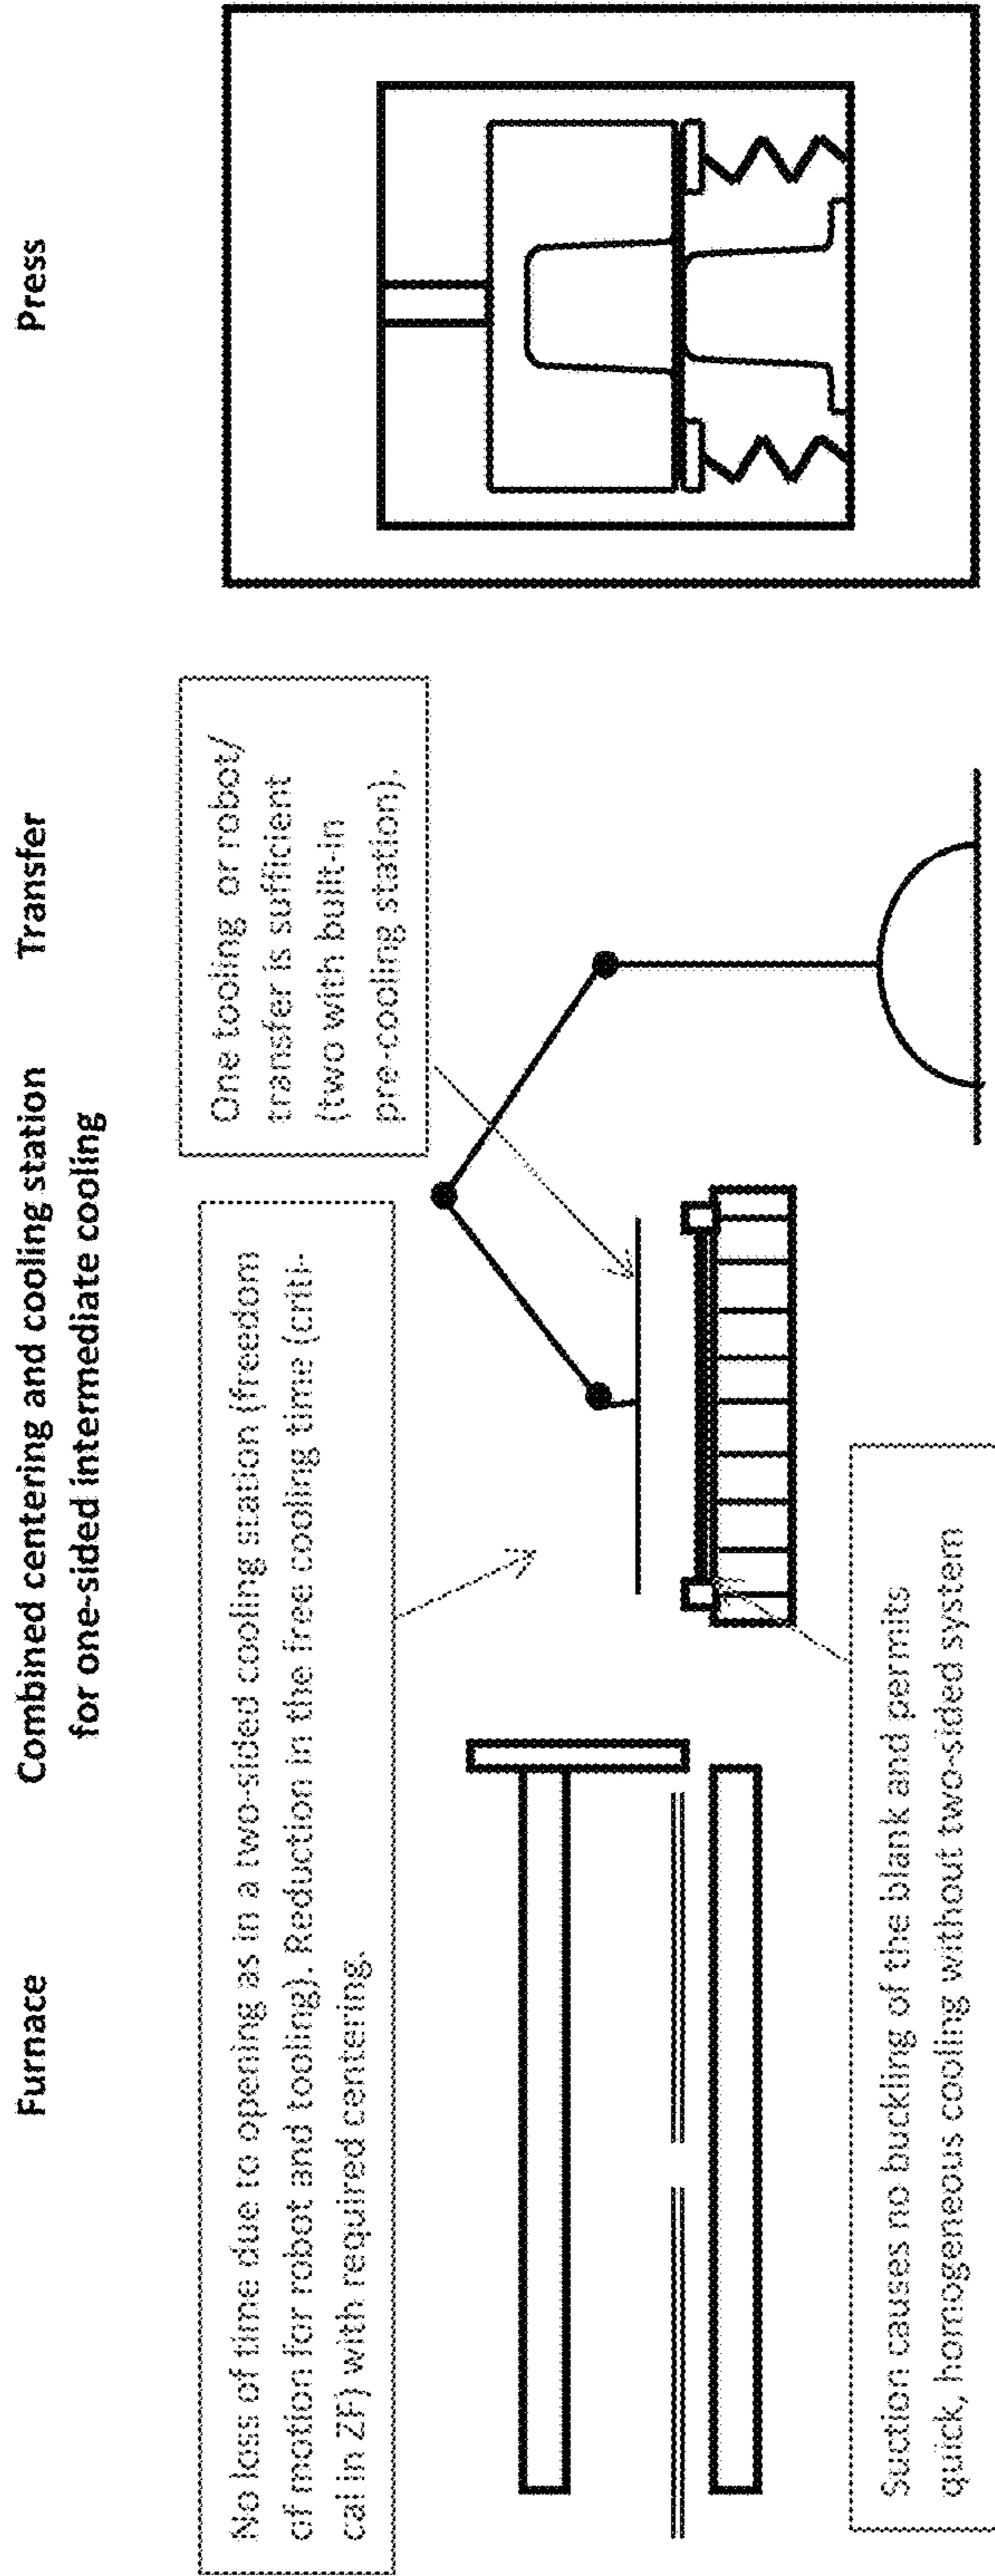 Furnace
Combined centering and cooling station
for one-sided intermediate cooling
Transfer
Press
No loss of time due to opening as in a two-sided cooling station (freedom
of motion for robot and tooling). Reduction in the free cooling time (criti-
cal in ZF) with required centering.
One tooling or robot/
transfer is sufficient
(two with built-in
pre-cooling station).
Suction causes no buckling of the blank and permits
quick, homogeneous cooling without two-sided system